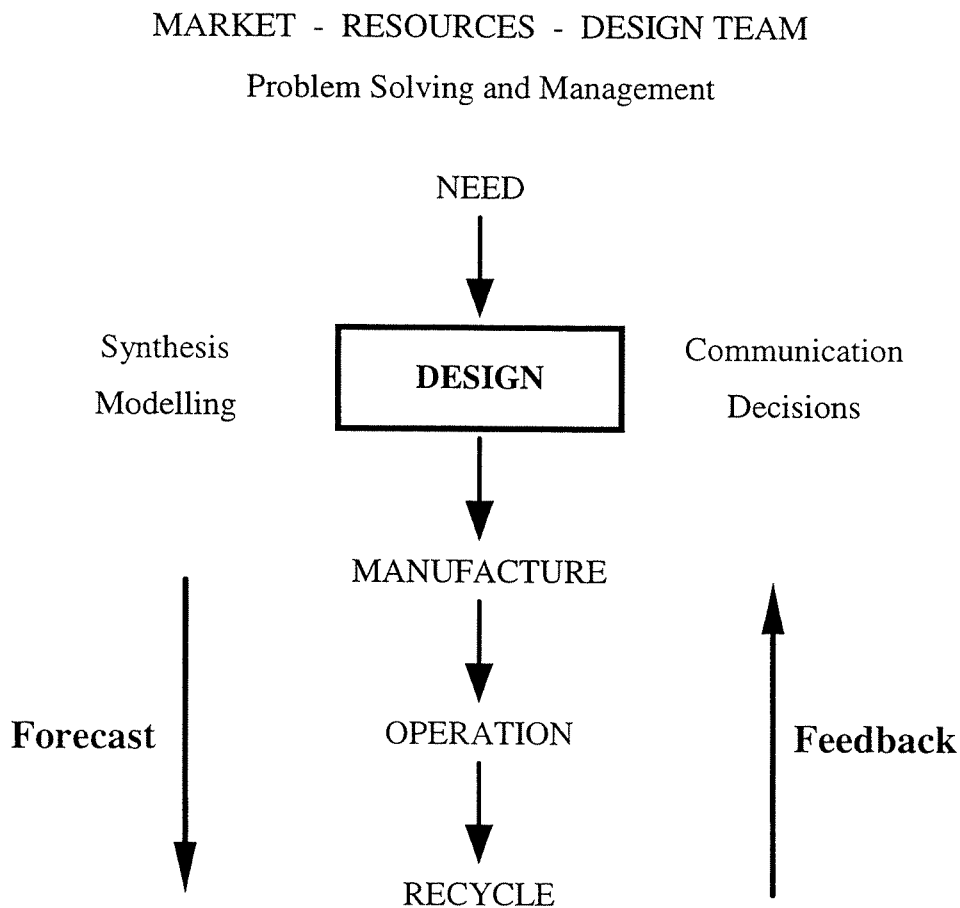 MARKET - RESOURCES - DESIGN TEAM
Problem Solving and Management
NEED
Synthesis
Modelling
DESIGN
Communication
Decisions
MANUFACTURE
Forecast
OPERATION
Feedback
RECYCLE